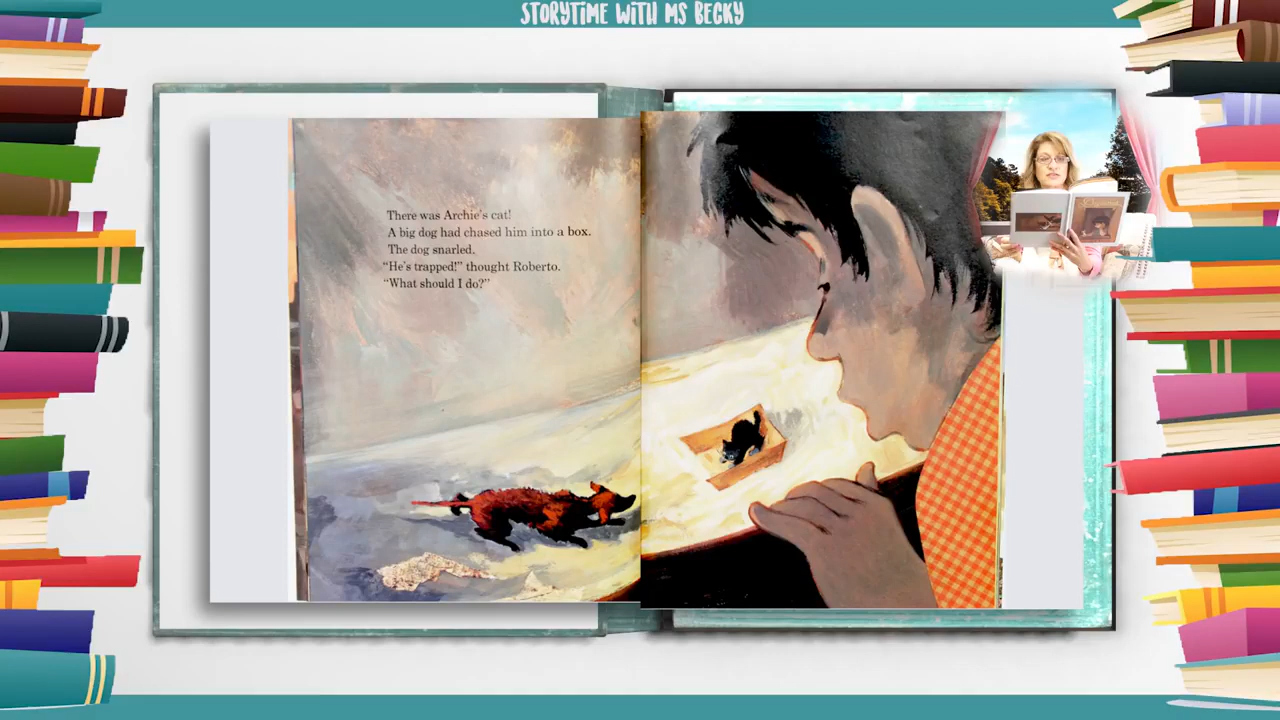 STORYTIME WITH MS BECKY
There was Archie's cat!
A big dog had chased him into a box.
The dog snarled.
"He's trapped!" thought Roberto.
"What should I do?"